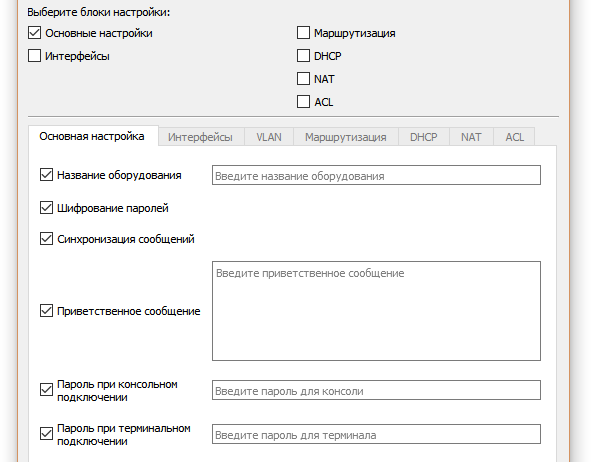 Выберите блоки настройки:
Основные настройки
Маршрутизация
Интерфейсы
DHCP
NAT
ACL
Основная настройка Интерфейсы VLAN Маршрутизация DHCP NAT ACL
Название оборудования Введите название оборудования
Шифрование паролей
Синхронизация сообщений
Введите приветственное сообщение
Приветственное сообщение
Пароль при консольном
подключении
Введите пароль для консоли
Пароль при терминальном
подключении
Введите пароль для терминала